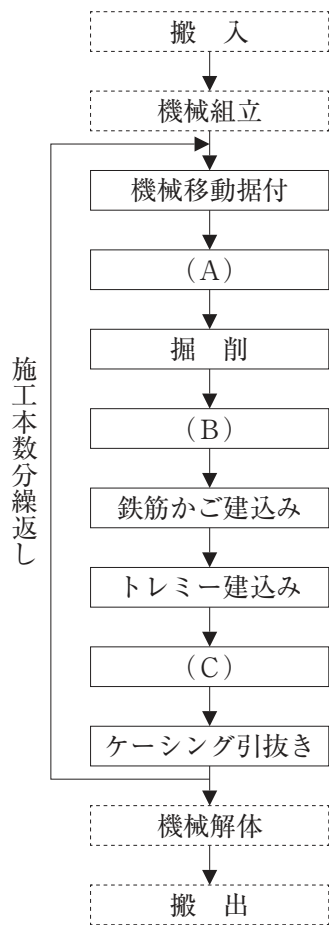 搬　入
機械組立
機械移動据付
（A）
掘　削
（B）
鉄筋かご建込み
トレミー建込み
（C）
ケーシング引抜き
機械解体
搬　出
施工本数分繰返し